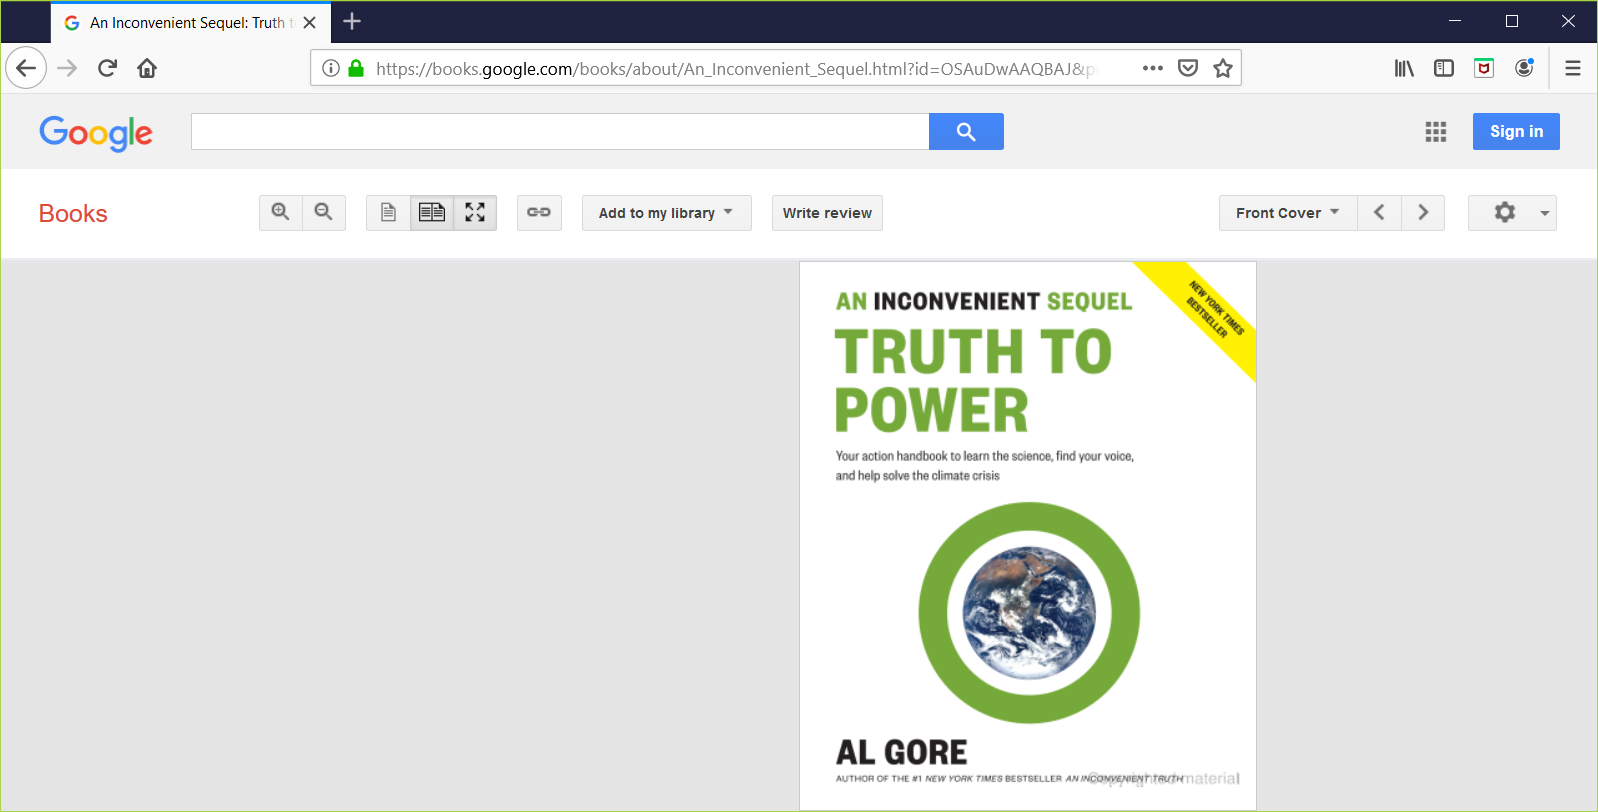 An Inconvenient Sequel: Truth
https://books.google.com/books/about/An_Inconvenient_Sequel.html?id=OSAuDwAAQBAJ&p
Google
Sign in
Books
Add to my library
Write review
Front Cover
NEW YORK TIMES
BESTSELLER
AN INCONVENIENT SEQUEL
TRUTH TO
POWER
Your action handbook to learn the science, find your voice,
and help solve the climate crisis
AL GORE
AUTHOR OF THE #1 NEW YORK TIMES BESTSELLER AN INCONVENIENT TRUTH
Copyrighted material